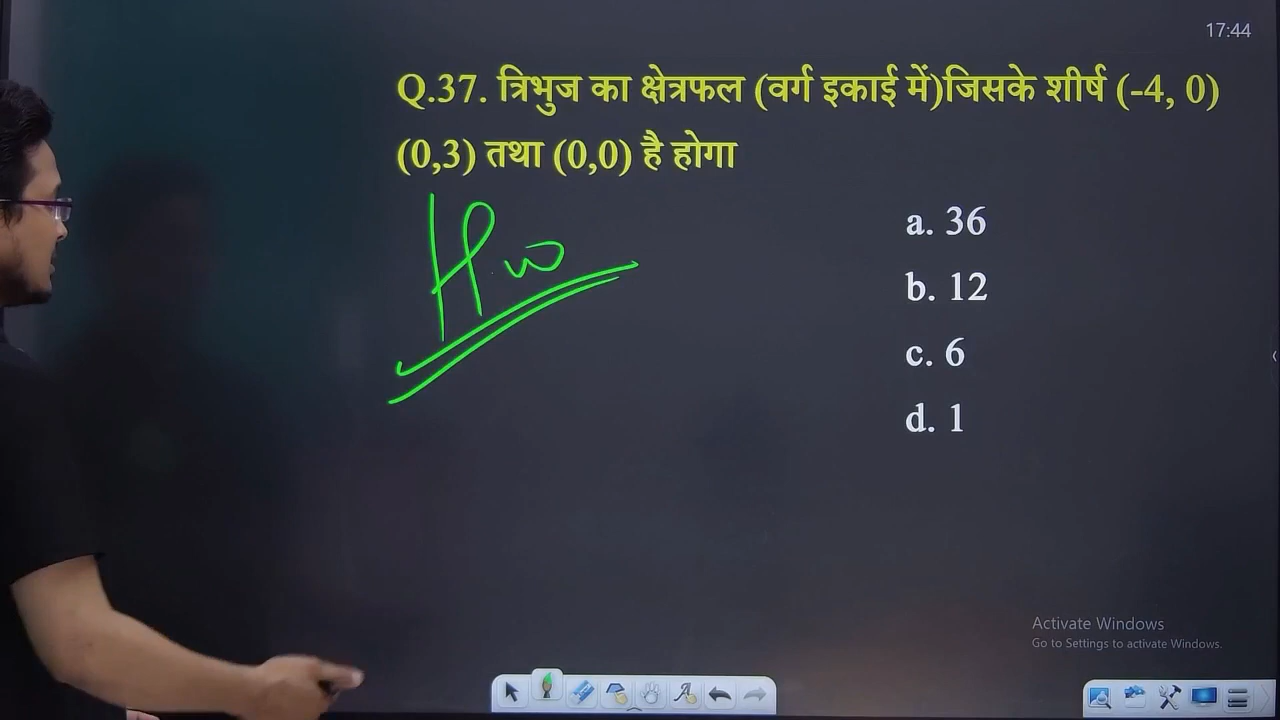 17:44
Q.37. त्रिभुज का क्षेत्रफल (वर्ग इकाई में)जिसके शीर्ष (-4, 0)
(0,3) तथा (0,0) है होगा
Hw
a. 36
b. 12
c. 6
d. 1
Activate Windows
Go to Settings to activate Windows.